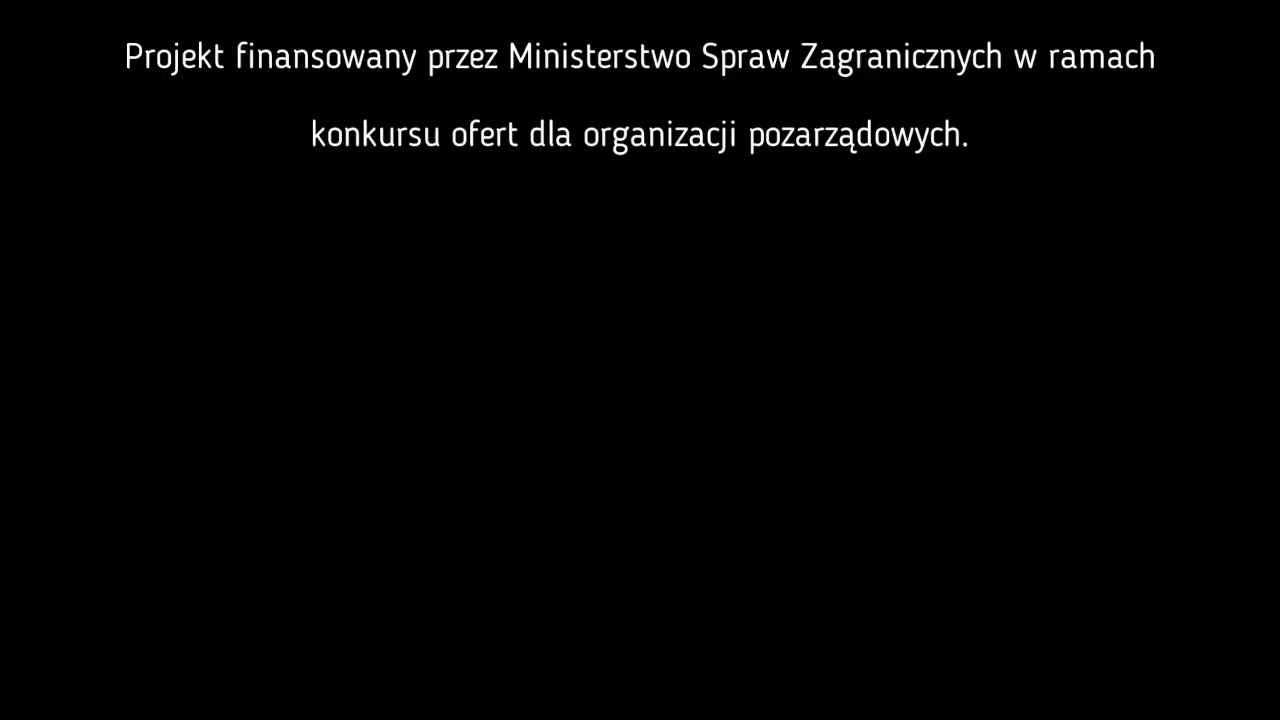 Projekt finansowany przez Ministerstwo Spraw Zagranicznych w ramach
konkursu ofert dla organizacji pozarządowych.